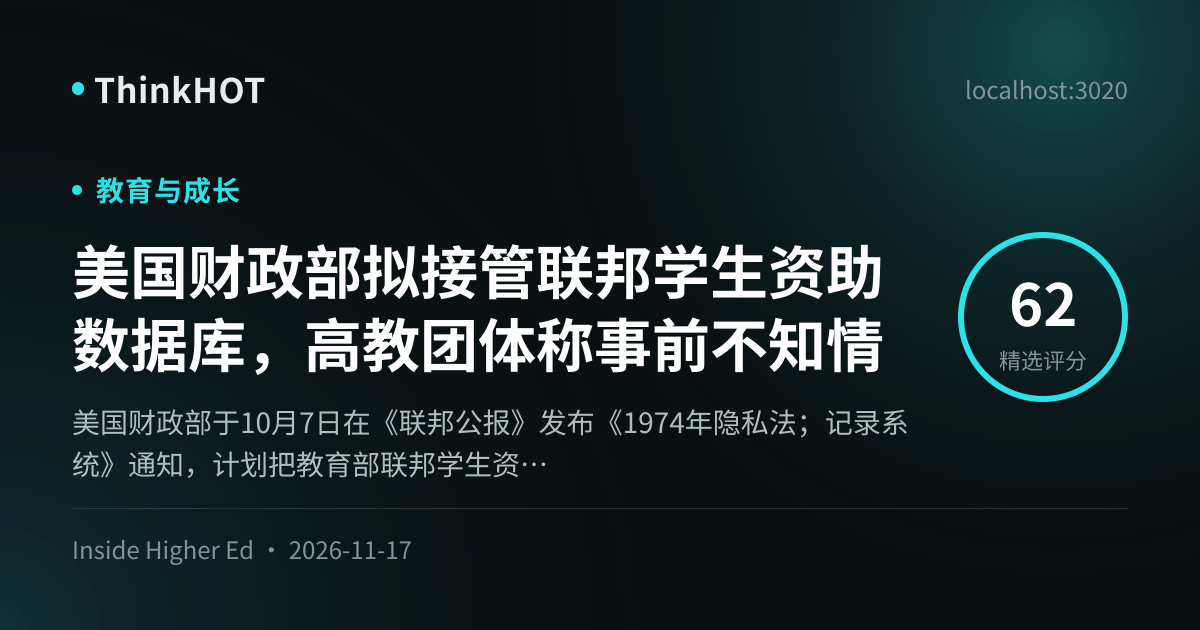 ThinkHOT
localhost:3020
教育与成长
美国财政部拟接管联邦学生资助
数据库，高教团体称事前不知情
62
精选评分
美国财政部于10月7日在《联邦公报》发布《1974年隐私法；记录系
统》通知，计划把教育部联邦学生资…
Inside Higher Ed · 2026-11-17